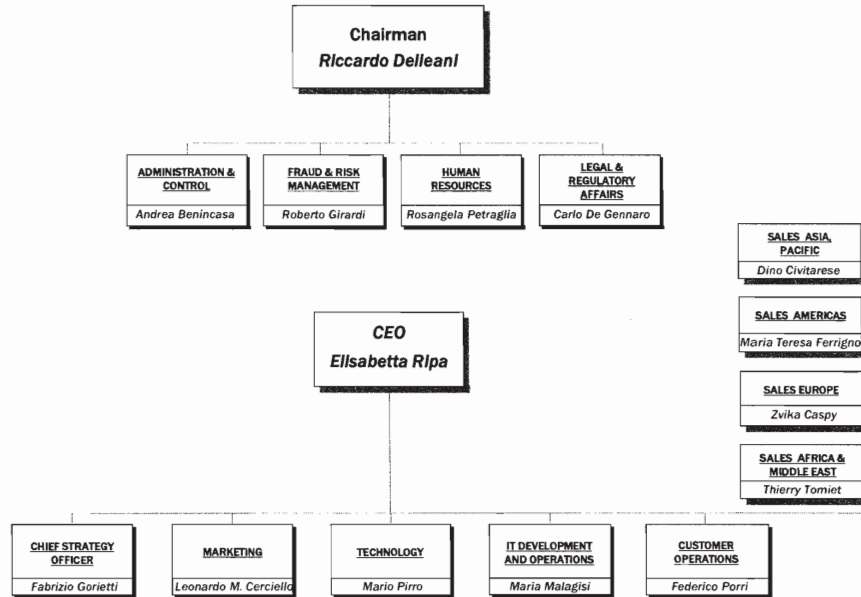 Chairman
Riccardo Delleani
ADMINISTRATION &
CONTROL
Andrea Benincasa
FRAUD & RISK
MANAGEMENT
Roberto Girardi
HUMAN
RESOURCES
Rosangela Petraglia
LEGAL &
REGULATORY
AFFAIRS
Carlo De Gennaro
SALES ASIA,
PACIFIC
Dino Civitarese
SALES AMERICAS
Maria Teresa Ferrigno
CEO
Elisabetta Ripa
SALES EUROPE
Zvika Caspy
SALES AFRICA &
MIDDLE EAST
Thierry Tomiet
CHIEF STRATEGY
OFFICER
Fabrizio Gorietti
MARKETING
Leonardo M. Cerciello
TECHNOLOGY
Mario Pirro
IT DEVELOPMENT
AND OPERATIONS
Maria Malagisi
CUSTOMER
OPERATIONS
Federico Porri